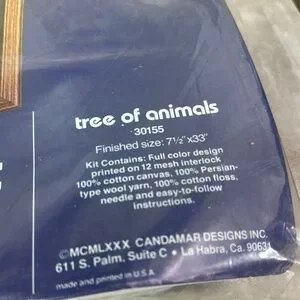 tree of animals
30155
Finished size: 7½"x33"
Kit Contains: Full color design
printed on 12 mesh interlock
100% cotton canvas, 100% Persian-
type wool yarn, 100% cotton floss,
needle and easy-to-follow
instructions.
©MCMLXXX CANDAMAR DESIGNS INC.
611 S. Palm. Suite C • La Habra, Ca. 90631
made and printed in U.S.A.